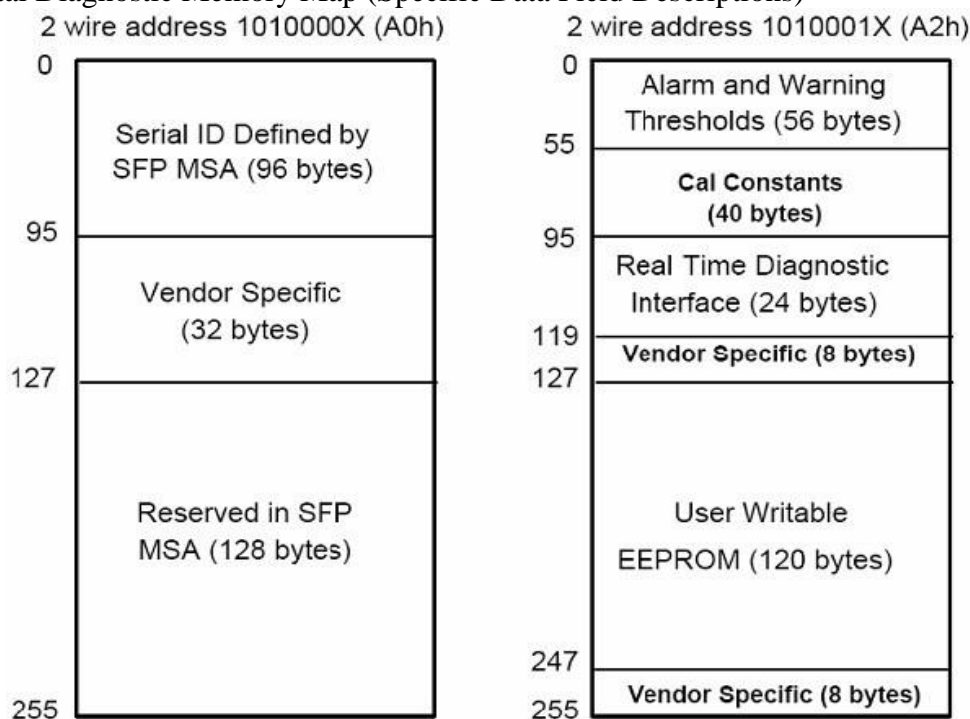 2 wire address 1010000X (A0h)
0
Serial ID Defined by
SFP MSA (96 bytes)
95
Vendor Specific
(32 bytes)
127
Reserved in SFP
MSA (128 bytes)
255
2 wire address 1010001X (A2h)
0
Alarm and Warning
Thresholds (56 bytes)
55
Cal Constants
(40 bytes)
95
Real Time Diagnostic
Interface (24 bytes)
119
Vendor Specific (8 bytes)
127
User Writable
EEPROM (120 bytes)
247
Vendor Specific (8 bytes)
255